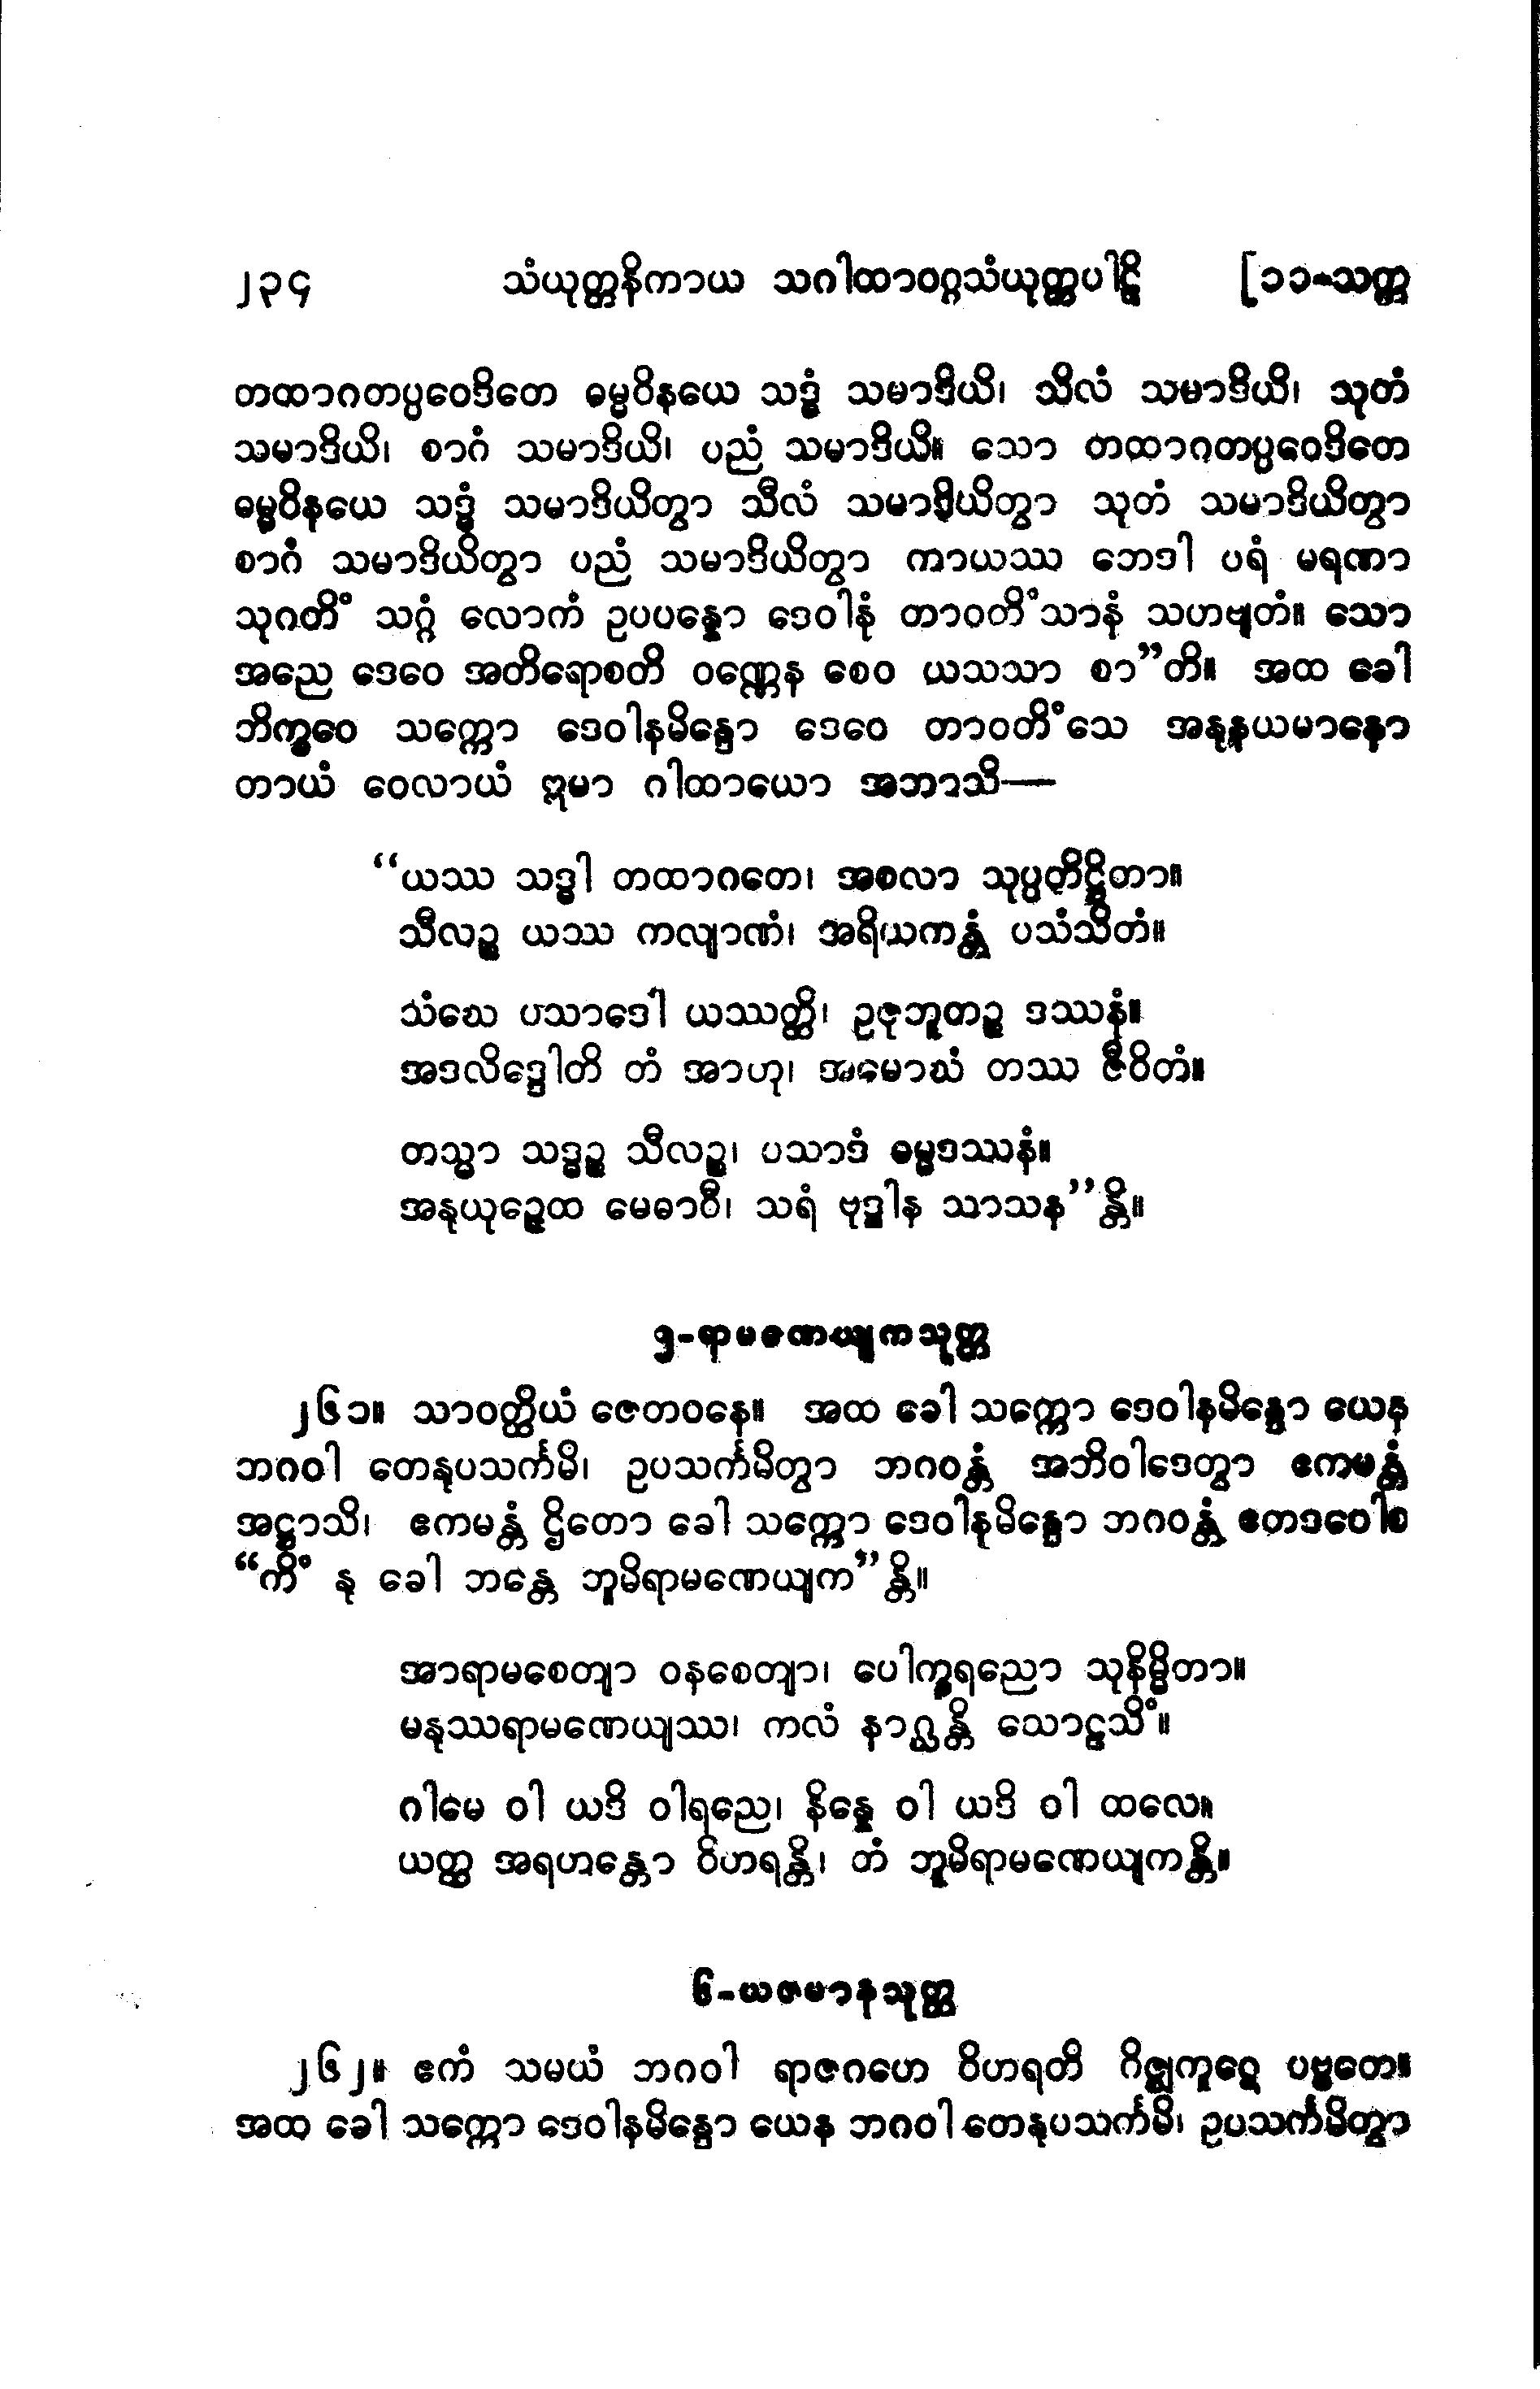 ၂၃၄ သံယုတ္တနိကာယ သဂါထာဝဂ္ဂသံယုတ္တပါဠိ [၁၁-သက္က
တထာဂတပ္ပဝေဒိတေ ဓမ္မဝိနယေ သဒ္ဓံ သမာဒိယိ၊ သီလံ သမာဒိယိ၊ သုတံ
သမာဒိယိ၊ စာဂံ သမာဒိယိ၊ ပညံ သမာဒိယိ။ သော တထာဂတပ္ပဝေဒိတေ
ဓမ္မဝိနယေ သဒ္ဓံ သမာဒိယိတွာ သီလံ သမာဒိယိတွာ သုတံ သမာဒိယိတွာ
စာဂံ သမာဒိယိတွာ ပညံ သမာဒိယိတွာ ကာယဿ ဘေဒါ ပရံ မရဏာ
သုဂတိံ သဂ္ဂံ လောကံ ဥပပန္နော ဒေဝါနံ တာဝတိံသာနံ သဟဗျတံ။ သော
အညေ ဒေဝေ အတိရောစတိ ဝဏ္ဏေန စေဝ ယသသာ စာ”တိ။ အထ ခေါ
ဘိက္ခဝေ သက္ကော ဒေဝါနမိန္ဒော ဒေဝေ တာဝတိံသေ အနုနယမာနော
တာယံ ဝေလာယံ ဣမာ ဂါထာယော အဘာသိ—
“ယဿ သဒ္ဓါ တထာဂတေ၊ အစလာ သုပ္ပတိဋ္ဌိတာ။
သီလဉ္စ ယဿ ကလျာဏံ၊ အရိယကန္တံ ပသံသိတံ။
သံဃေ ပသာဒေါ ယဿတ္ထိ၊ ဥဇုဘူတဉ္စ ဒဿနံ။
အဒလိဒ္ဒေါတိ တံ အာဟု၊ အမောဃံ တဿ ဇီဝိတံ။
တသ္မာ သဒ္ဓဉ္စ သီလဉ္စ၊ ပသာဒံ ဓမ္မဒဿနံ။
အနုယုဉ္ဇေထ မေဓာဝီ၊ သရံ ဗုဒ္ဓါန သာသန”န္တိ။
၅-ရာမဏေယျကသုတ္တ
၂၆၁။ သာဝတ္ထိယံ ဇေတဝနေ။ အထ ခေါ သက္ကော ဒေဝါနမိန္ဒော ယေန
ဘဂဝါ တေနုပသင်္ကမိ၊ ဥပသင်္ကမိတွာ ဘဂဝန္တံ အဘိဝါဒေတွာ ဧကမန္တံ
အဋ္ဌာသိ၊ ဧကမန္တံ ဌိတော ခေါ သက္ကော ဒေဝါနမိန္ဒော ဘဂဝန္တံ ဧတဒဝေါစ
“ကိံ နု ခေါ ဘန္တေ ဘူမိရာမဏေယျက”န္တိ။
အာရာမစေတျာ ဝနစေတျာ၊ ပေါက္ခရညော သုနိမ္မိတာ။
မနုဿရာမဏေယျဿ၊ ကလံ နာဂ္ဃန္တိ သောဠသိံ။
ဂါမေ ဝါ ယဒိ ဝါရညေ၊ နိန္နေ ဝါ ယဒိ ဝါ ထလေ။
ယတ္ထ အရဟန္တော ဝိဟရန္တိ၊ တံ ဘူမိရာမဏေယျကန္တိ။
၆-ယဇမာနသုတ္တ
၂၆၂။ ဧကံ သမယံ ဘဂဝါ ရာဇဂဟေ ဝိဟရတိ ဂိဇ္ဈကူဋေ ပဗ္ဗတေ။
အထ ခေါ သက္ကော ဒေဝါနမိန္ဒော ယေန ဘဂဝါ တေနုပသင်္ကမိ၊ ဥပသင်္ကမိတွာ